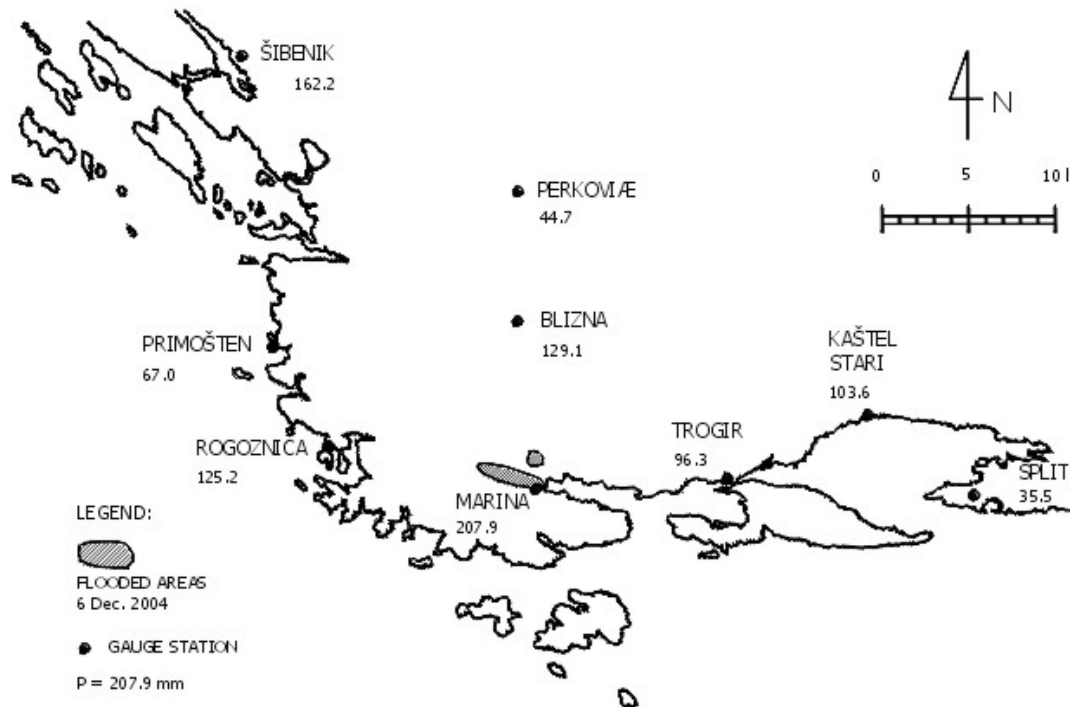 ŠIBENIK
162.2
N
0 5 10 l
PERKOVIÆ
44.7
BLIZNA
129.1
PRIMOŠTEN
67.0
KAŠTEL
STARI
103.6
ROGOZNICA
125.2
TROGIR
96.3
MARINA
207.9
SPLIT
35.5
LEGEND:
FLOODED AREAS
6 Dec. 2004
GAUGE STATION
P = 207.9 mm